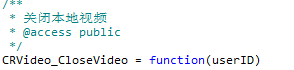 /**
* 关闭本地视频
* @access public
*/
CRVideo_CloseVideo = function(userID)